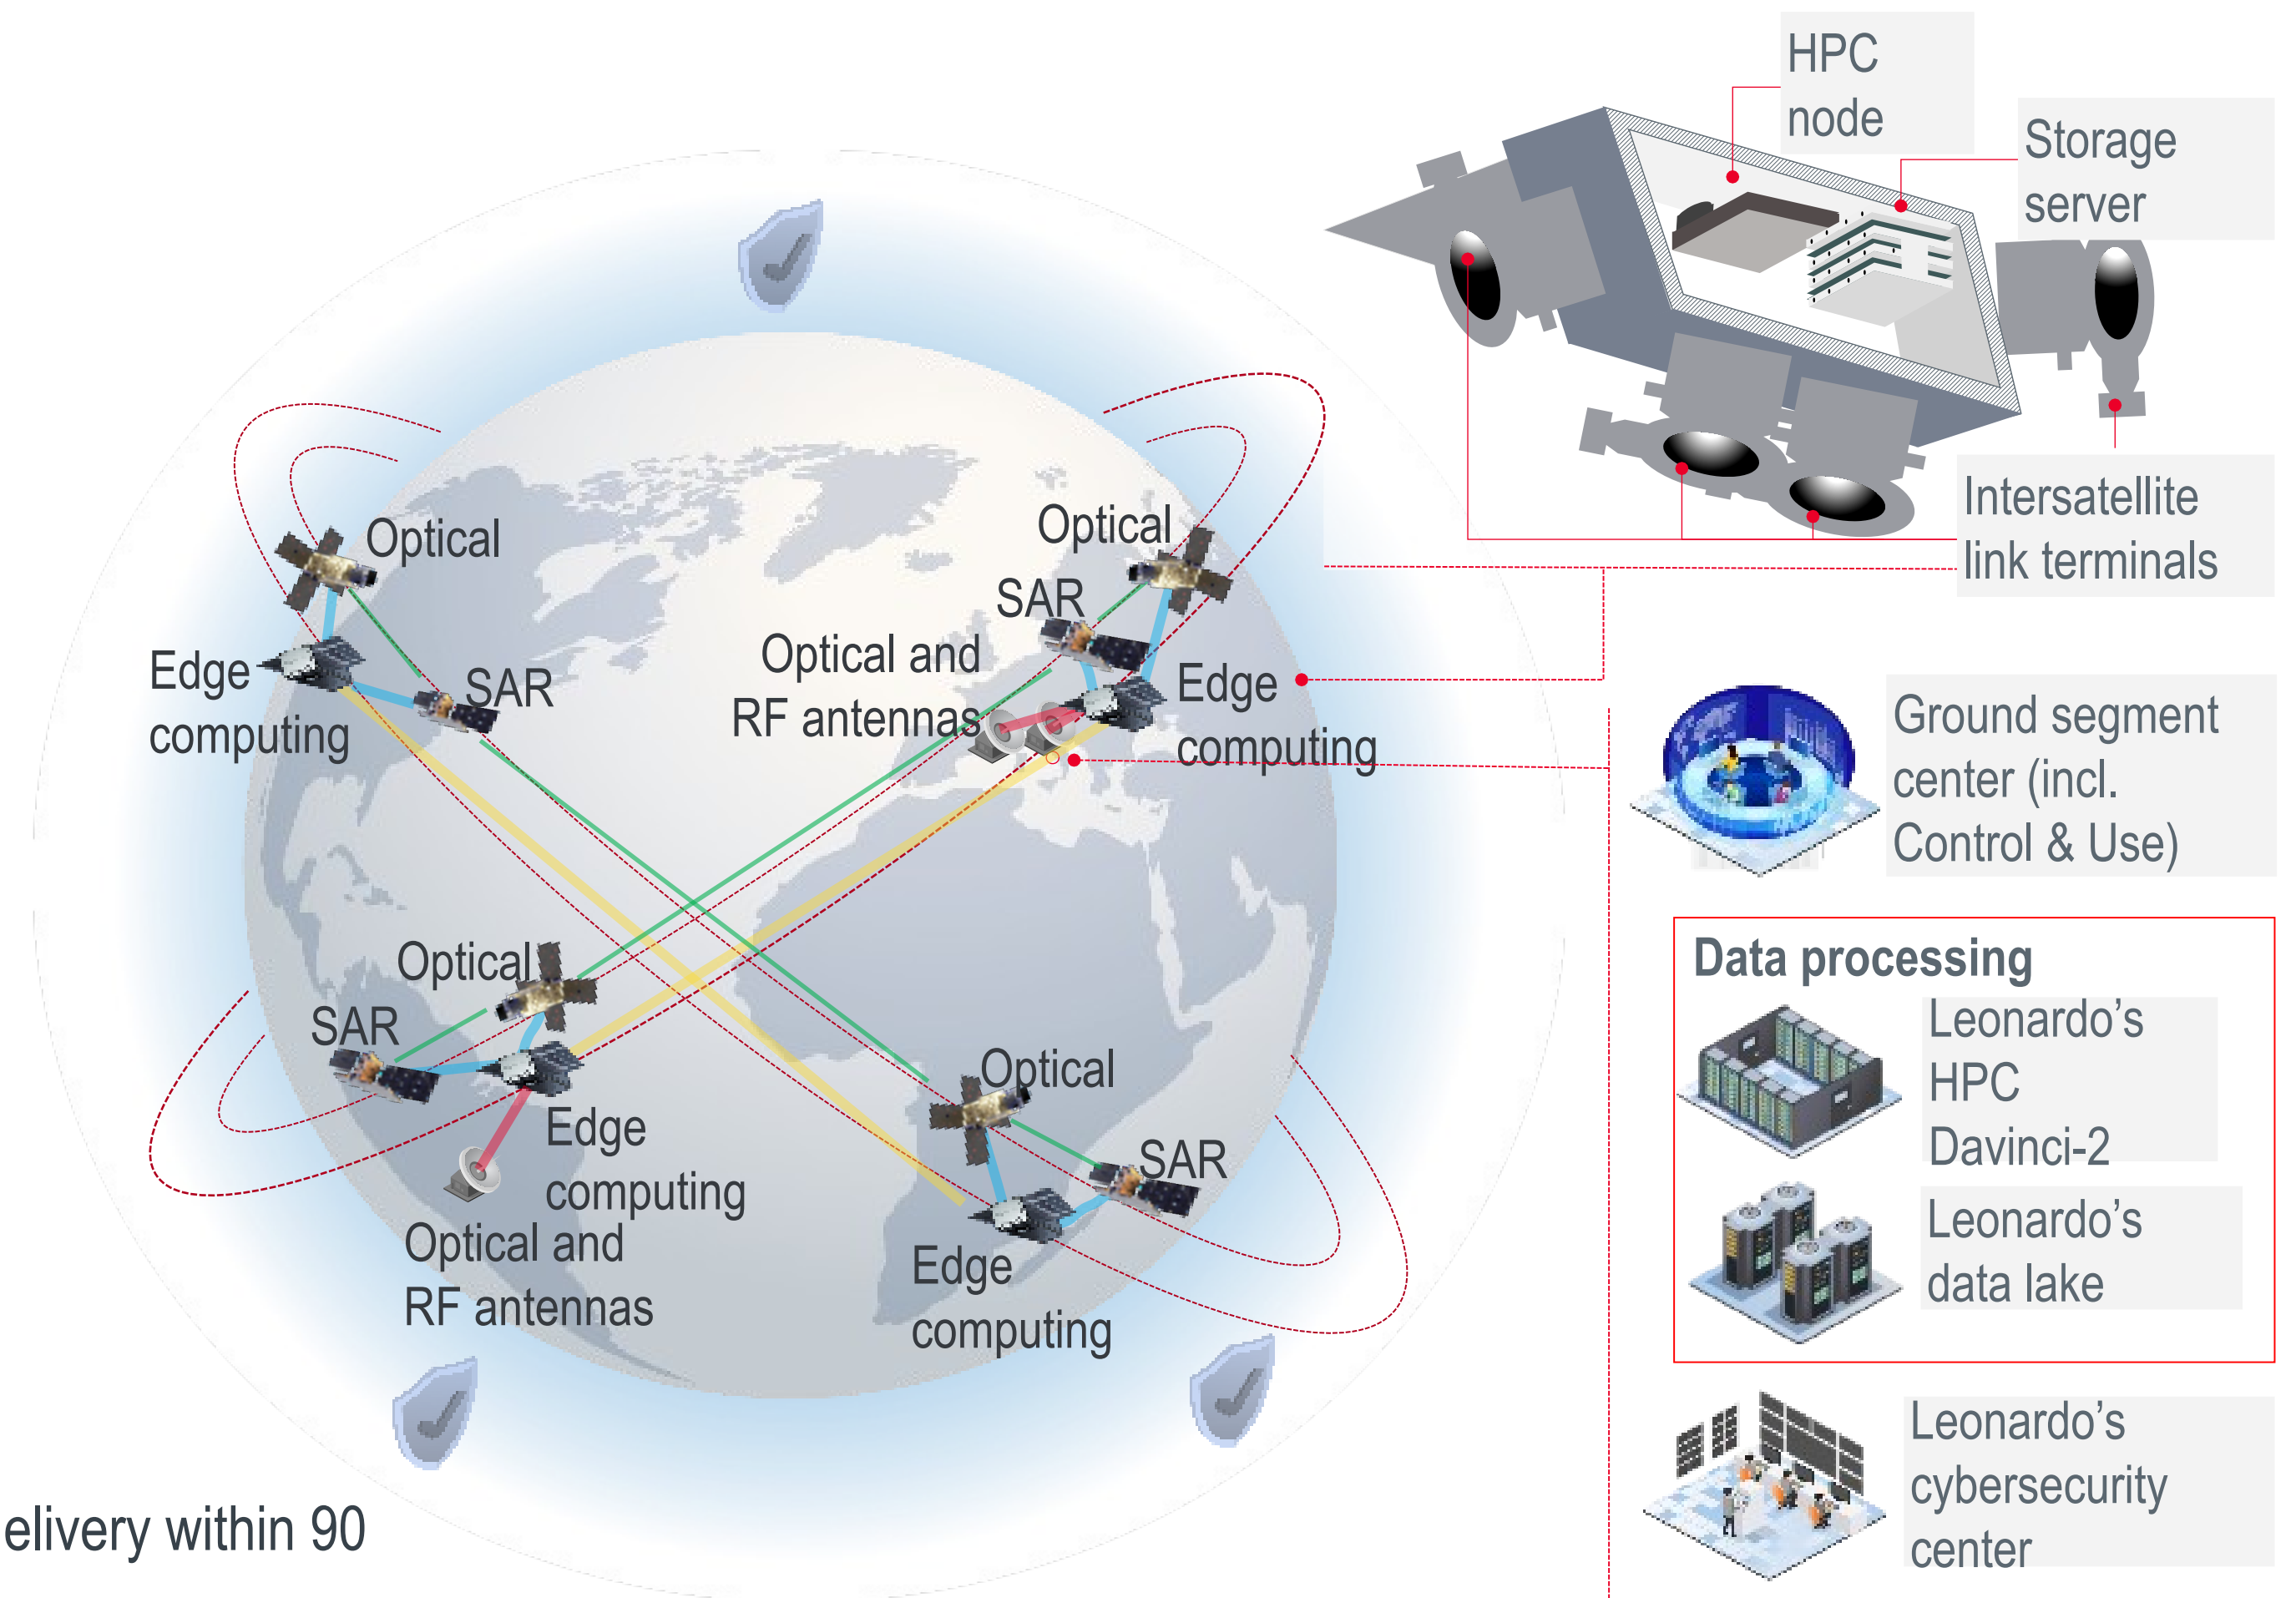 HPC
node
Storage
server
Intersatellite
link terminals
Optical
Edge
computing
SAR
Optical
SAR
Optical and
RF antennas
Edge
computing
Optical
SAR
Edge
computing
Optical and
RF antennas
Optical
SAR
Edge
computing
Ground segment
center (incl.
Control & Use)
Data processing
Leonardo’s
HPC
Davinci-2
Leonardo’s
data lake
Leonardo’s
cybersecurity
center
elivery within 90